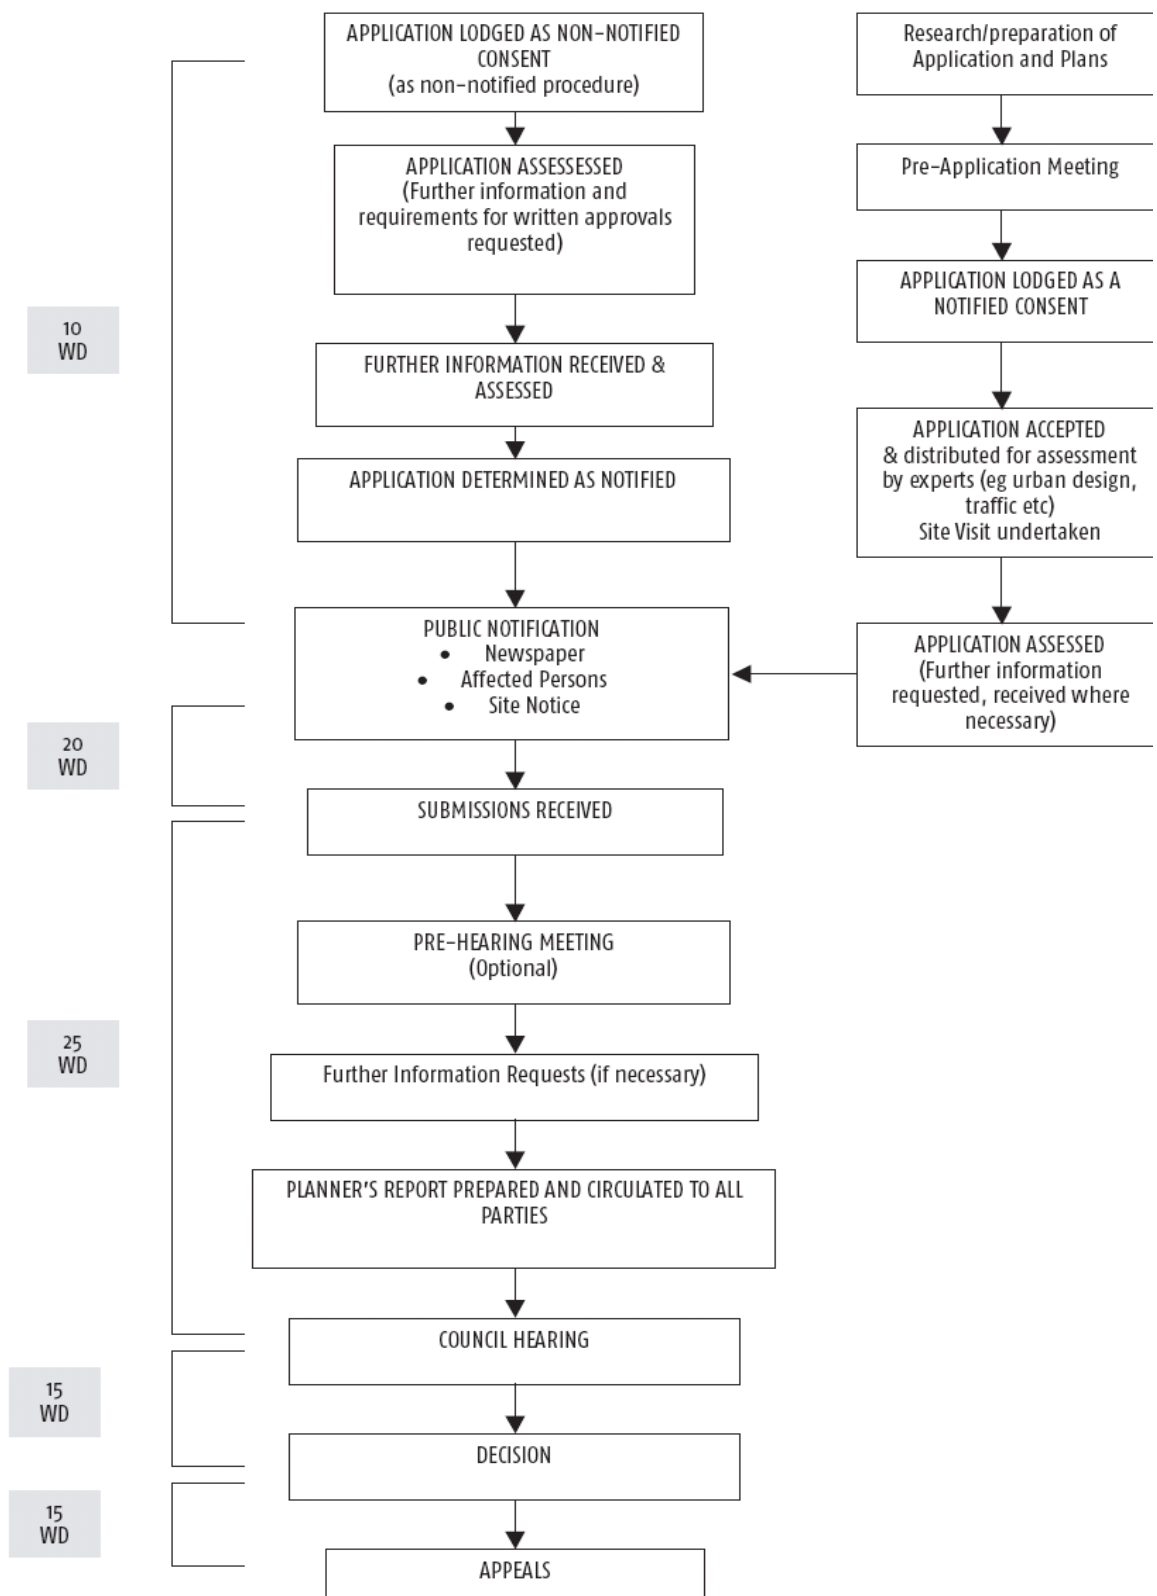 APPLICATION LODGED AS NON-NOTIFIED
CONSENT
(as non-notified procedure)
APPLICATION ASSESSESSED
(Further information and
requirements for written approvals
requested)
FURTHER INFORMATION RECEIVED &
ASSESSED
APPLICATION DETERMINED AS NOTIFIED
10
WD
Research/preparation of
Application and Plans
Pre-Application Meeting
APPLICATION LODGED AS A
NOTIFIED CONSENT
APPLICATION ACCEPTED
& distributed for assessment
by experts (eg urban design,
traffic etc)
Site Visit undertaken
APPLICATION ASSESSED
(Further information
requested, received where
necessary)
PUBLIC NOTIFICATION
• Newspaper
• Affected Persons
• Site Notice
20
WD
SUBMISSIONS RECEIVED
PRE-HEARING MEETING
(Optional)
25
WD
Further Information Requests (if necessary)
PLANNER'S REPORT PREPARED AND CIRCULATED TO ALL
PARTIES
COUNCIL HEARING
15
WD
DECISION
15
WD
APPEALS